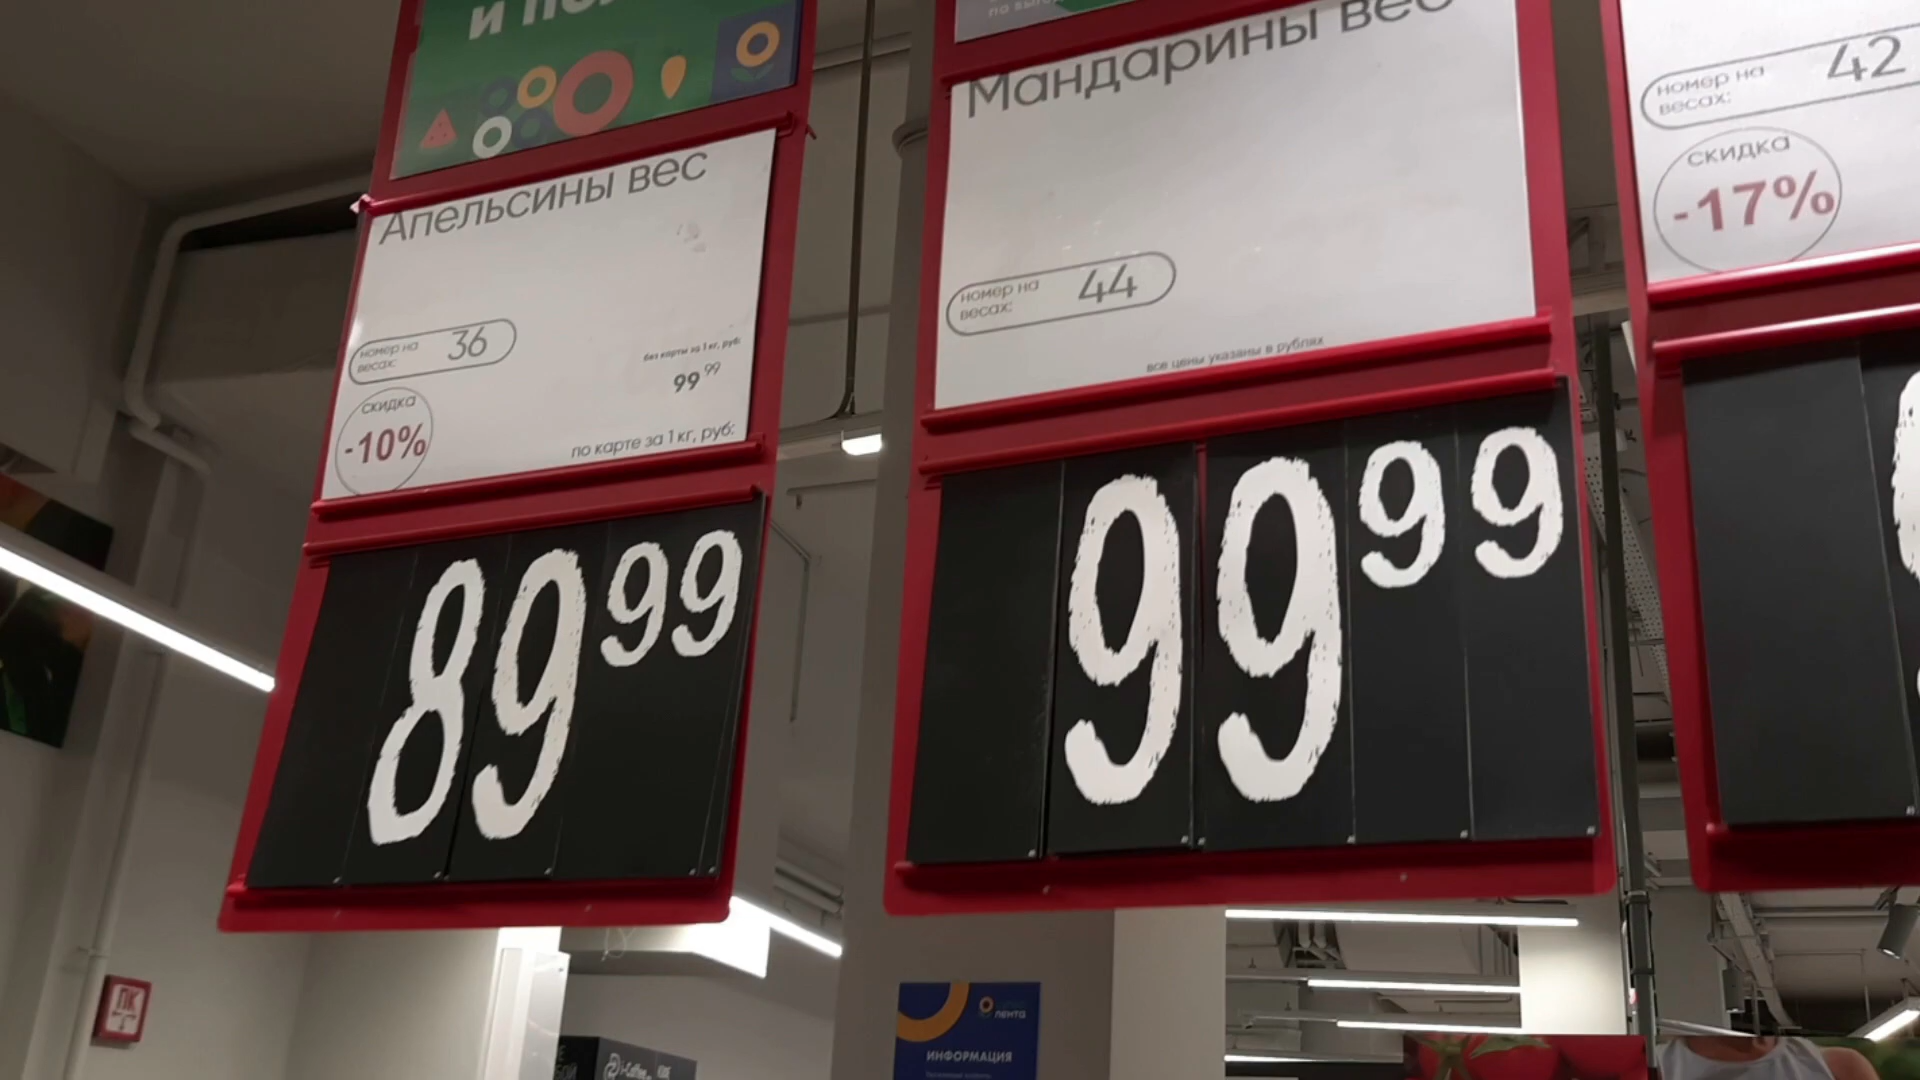 и
Апельсины вес
номер на
весах:
36
без карты за 1 кг, руб:
99 99
скидка
-10%
по карте за 1 кг, руб:
89 99
Мандарины вес
номер на
весах:
44
все цены указаны в рублях
99 99
номер на
весах:
42
скидка
-17%
ПК
лента
ИНФОРМАЦИЯ
i-Coffee